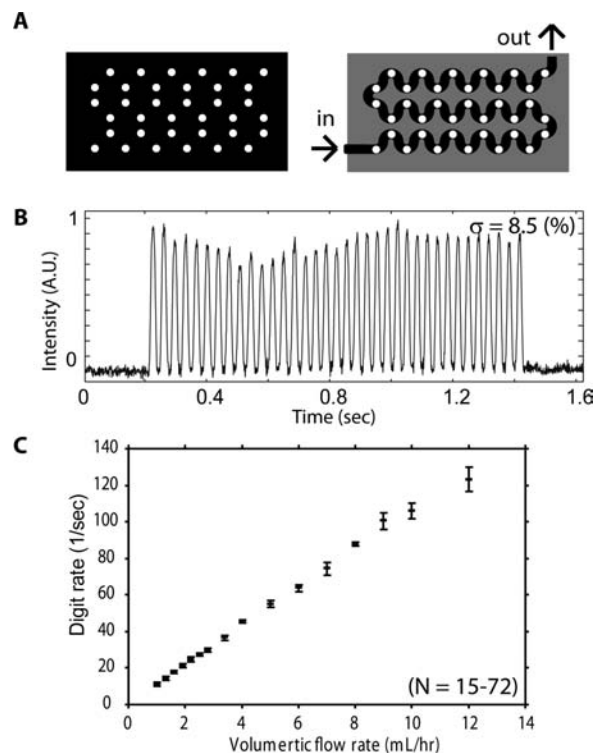 A
out
in
B
1
σ = 8.5 (%)
Intensity (A.U.)
0
0 0.4 0.8 1.2 1.6
Time (sec)
C
140
120
100
80
60
40
20
0
Digit rate (1/sec)
(N = 15-72)
0 2 4 6 8 10 12 14
Volumertic flow rate (mL/hr)